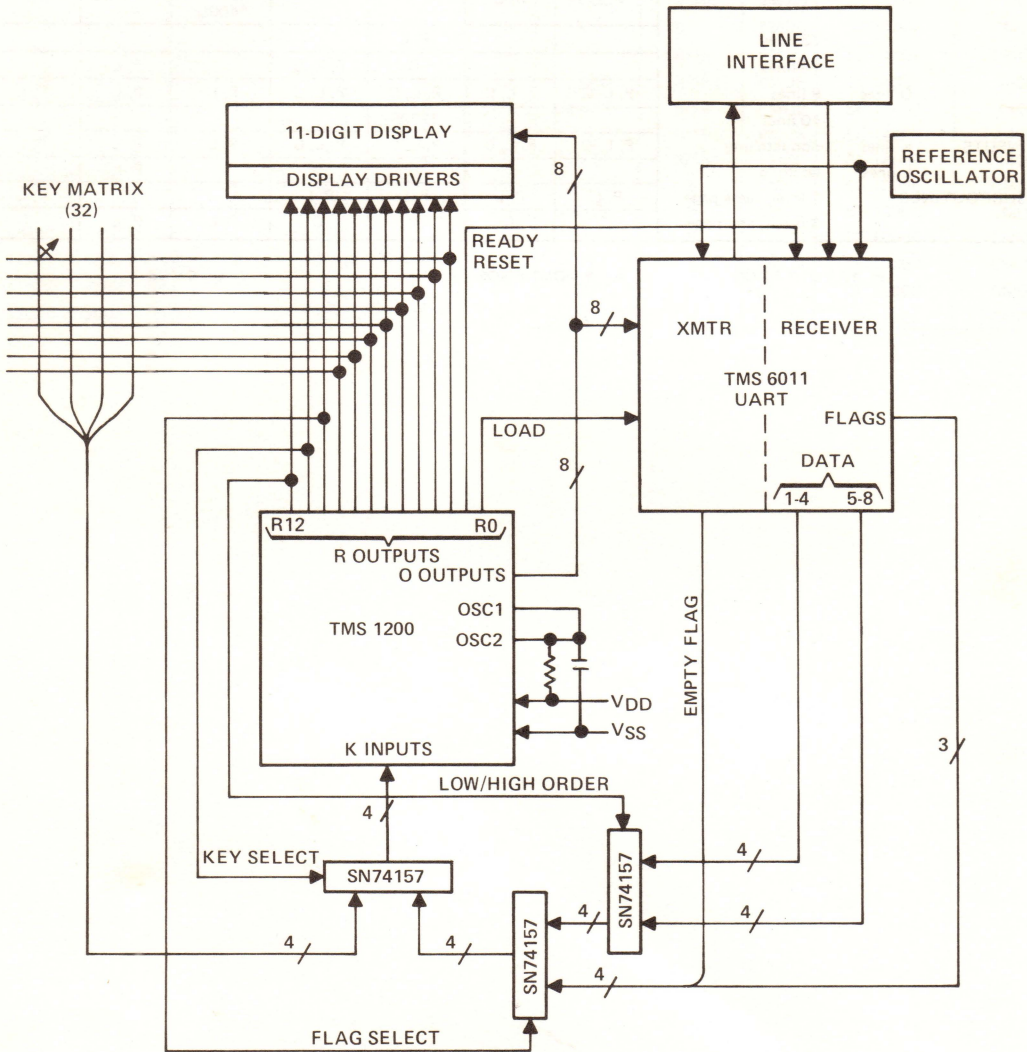 LINE
INTERFACE
11-DIGIT DISPLAY
DISPLAY DRIVERS
8
REFERENCE
OSCILLATOR
KEY MATRIX
(32)
READY
RESET
8
XMTR
RECEIVER
TMS 6011
UART
FLAGS
LOAD
8
DATA
1-4
5-8
R12
R0
R OUTPUTS
O OUTPUTS
OSC1
TMS 1200
OSC2
VDD
VSS
EMPTY FLAG
K INPUTS
3
4
LOW/HIGH ORDER
KEY SELECT
SN74157
SN74157
4
4
4
4
4
SN74157
4
FLAG SELECT